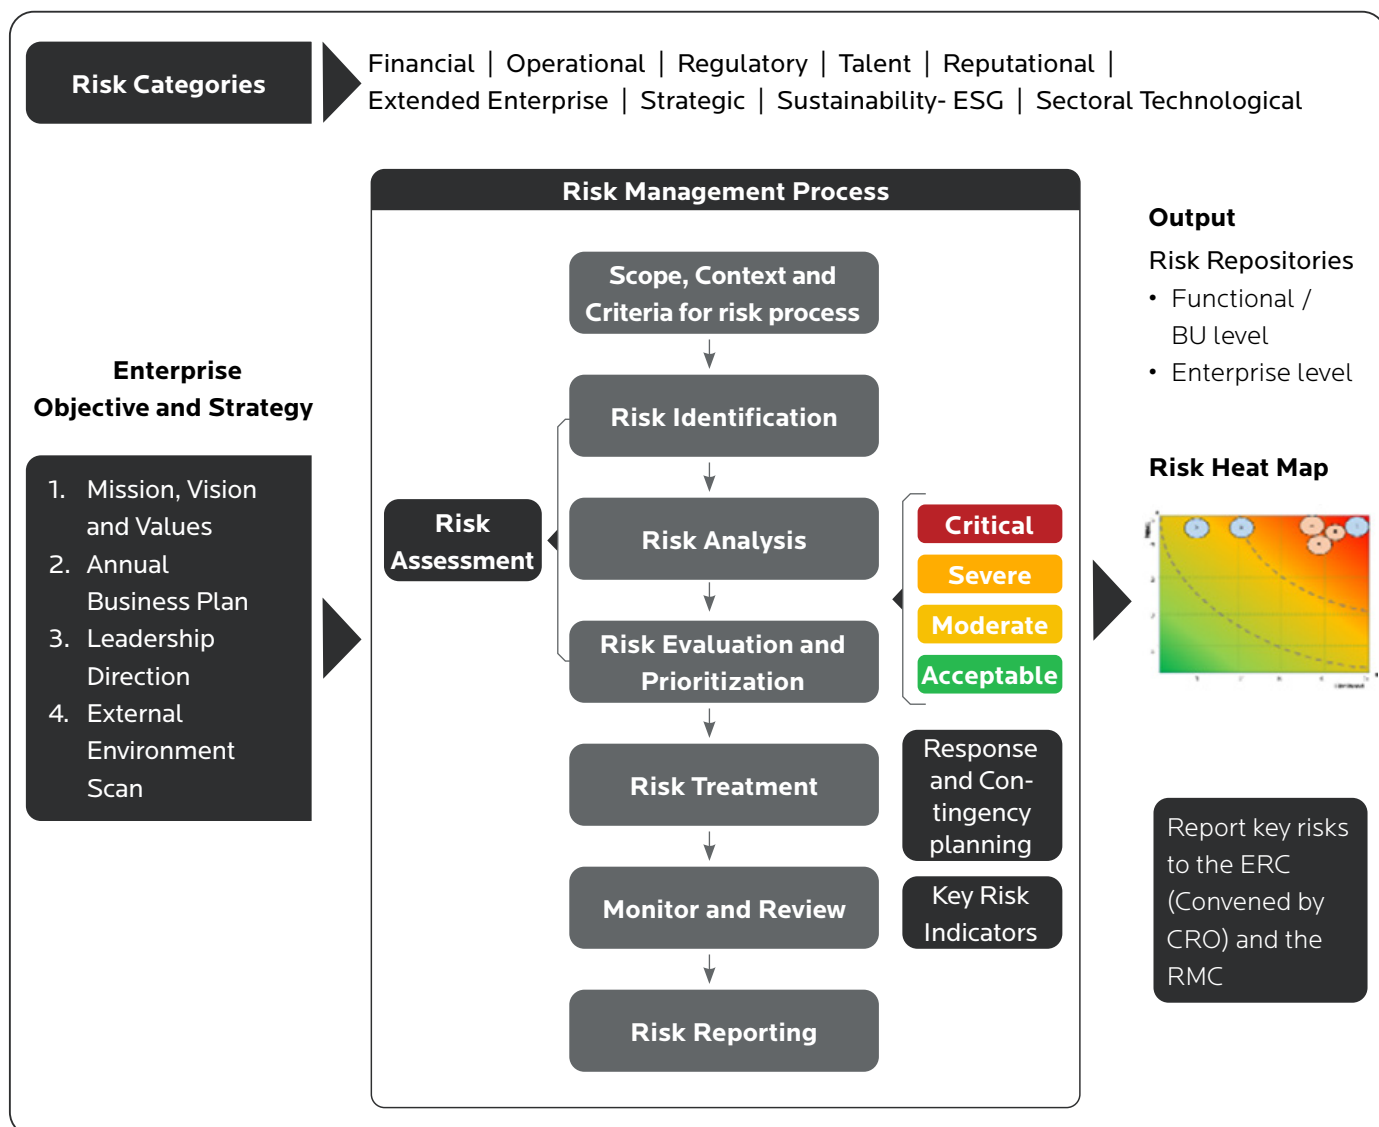 Risk Categories
Financial | Operational | Regulatory | Talent | Reputational |
Extended Enterprise | Strategic | Sustainability- ESG | Sectoral Technological
Enterprise
Objective and Strategy
1. Mission, Vision
and Values
2. Annual
Business Plan
3. Leadership
Direction
4. External
Environment
Scan
Risk Management Process
Scope, Context and
Criteria for risk process
Risk Identification
Risk
Assessment
Risk Analysis
Risk Evaluation and
Prioritization
Critical
Severe
Moderate
Acceptable
Risk Treatment
Response
and Con-
tingency
planning
Monitor and Review
Key Risk
Indicators
Risk Reporting
Output
Risk Repositories
• Functional /
BU level
• Enterprise level
Risk Heat Map
Report key risks
to the ERC
(Convened by
CRO) and the
RMC